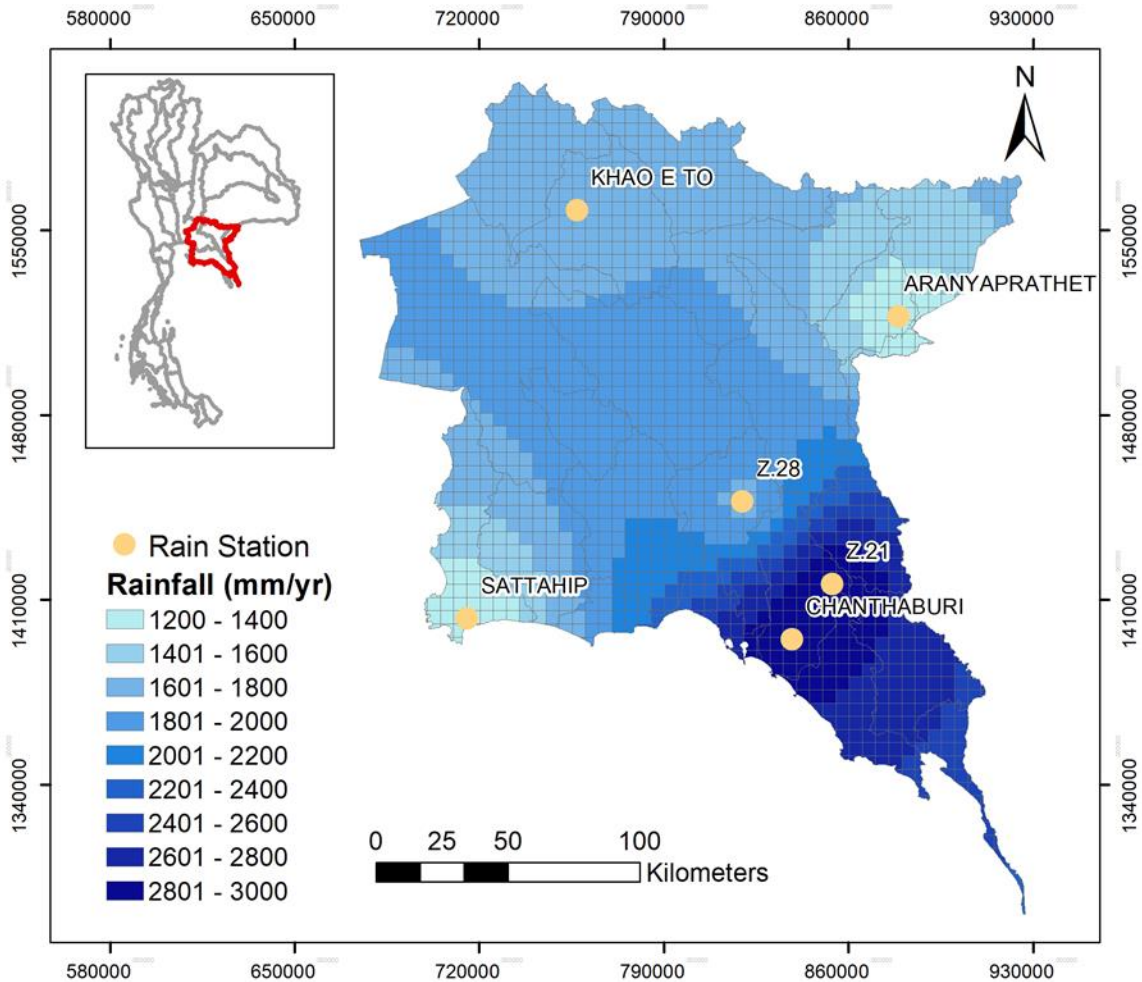 580000 650000 720000 790000 860000 930000
N
KHAO E TO
1550000
1550000
ARANYAPRATHET
1480000
1480000
Z.28
Rain Station
Z.21
Rainfall (mm/yr)
SATTAHIP
CHANTHABURI
1410000
1410000
1200 - 1400
1401 - 1600
1601 - 1800
1801 - 2000
2001 - 2200
2201 - 2400
2401 - 2600
2601 - 2800
2801 - 3000
1340000
1340000
0 25 50 100
Kilometers
580000 650000 720000 790000 860000 930000